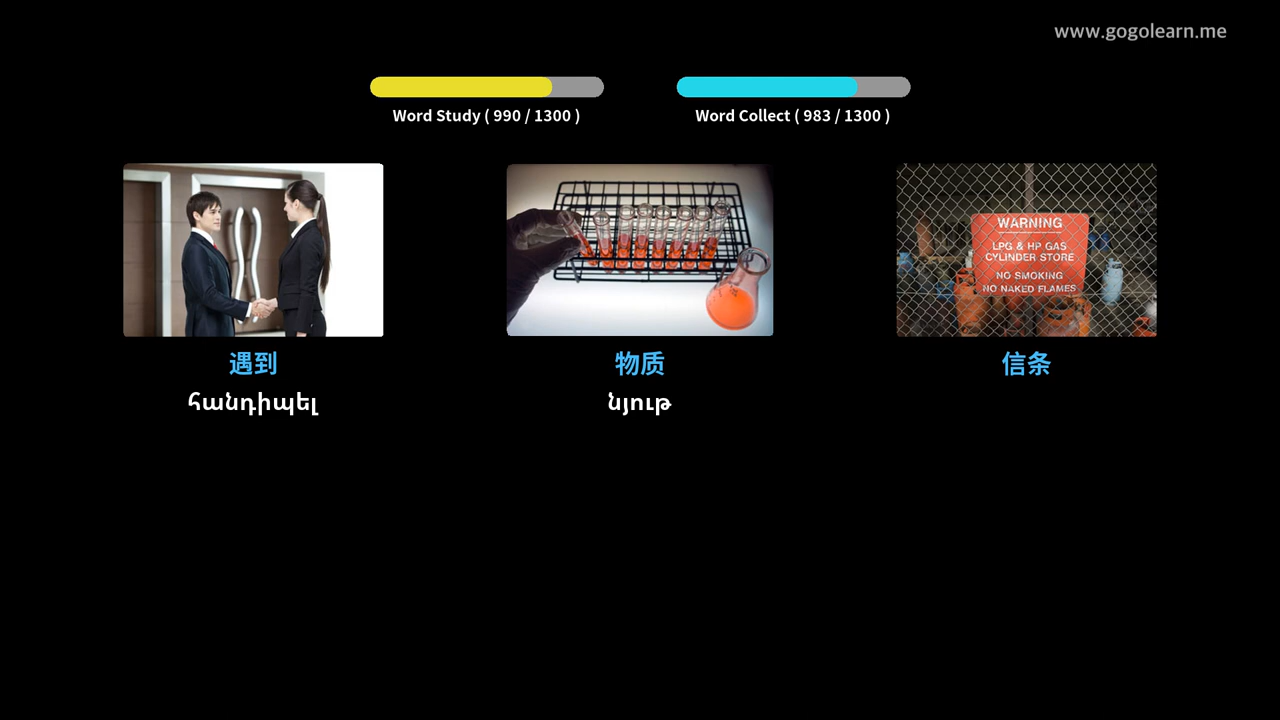 www.gogolearn.me
Word Study ( 990 / 1300 )
Word Collect ( 983 / 1300 )
WARNING
LPG & HP GAS
CYLINDER STORE
NO SMOKING
NO NAKED FLAMES
遇到
հանդիպել
物质
նյութ
信条